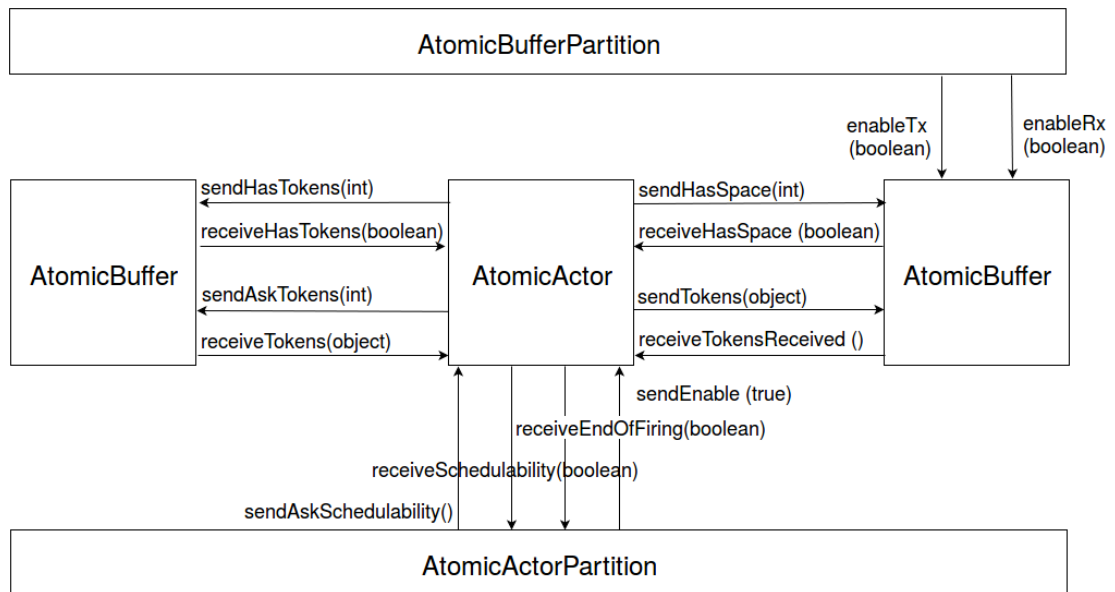 AtomicBufferPartition
enableTx
(boolean)
enableRx
(boolean)
sendHasTokens(int)
sendHasSpace(int)
receiveHasTokens(boolean)
receiveHasSpace (boolean)
AtomicBuffer
AtomicActor
AtomicBuffer
sendAskTokens(int)
sendTokens(object)
receiveTokens(object)
receiveTokensReceived ()
sendEnable (true)
receiveEndOfFiring(boolean)
receiveSchedulability(boolean)
sendAskSchedulability()
AtomicActorPartition